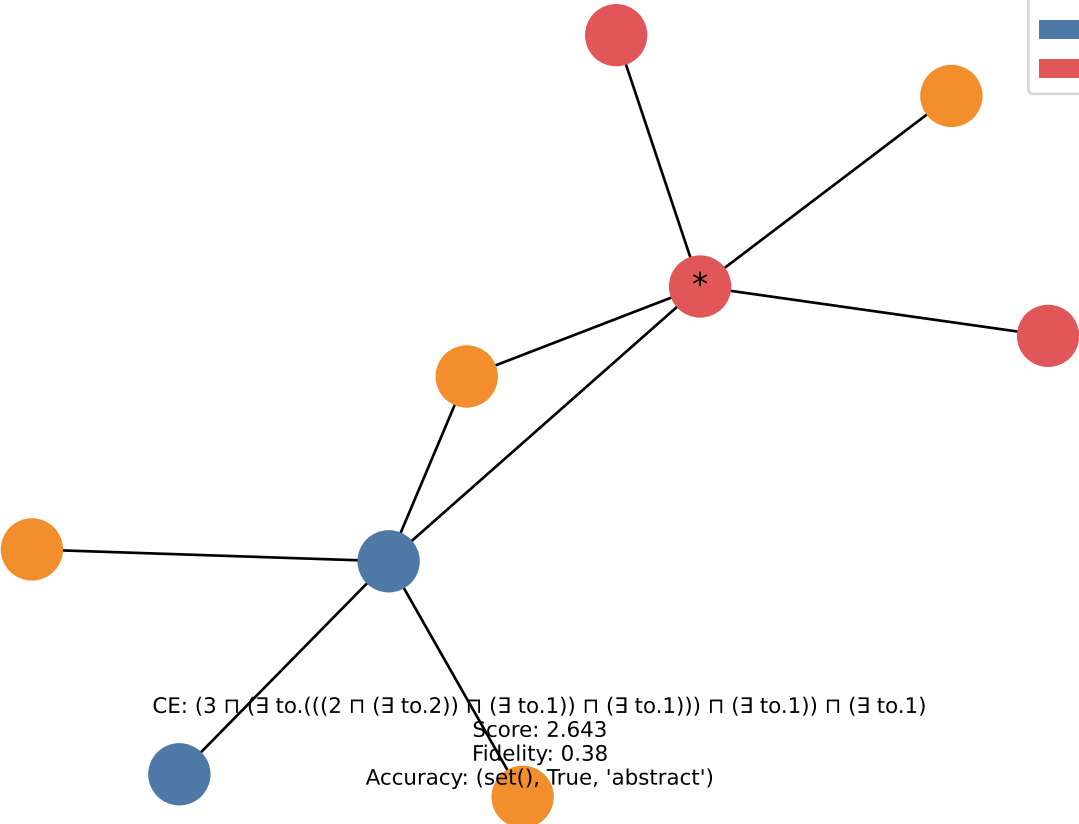 *
CE: (3 ⊓ (∃ to.(((2 ⊓ (∃ to.2)) ⊓ (∃ to.1)) ⊓ (∃ to.1))) ⊓ (∃ to.1)) ⊓ (∃ to.1)
Score: 2.643
Fidelity: 0.38
Accuracy: (set(), True, 'abstract')